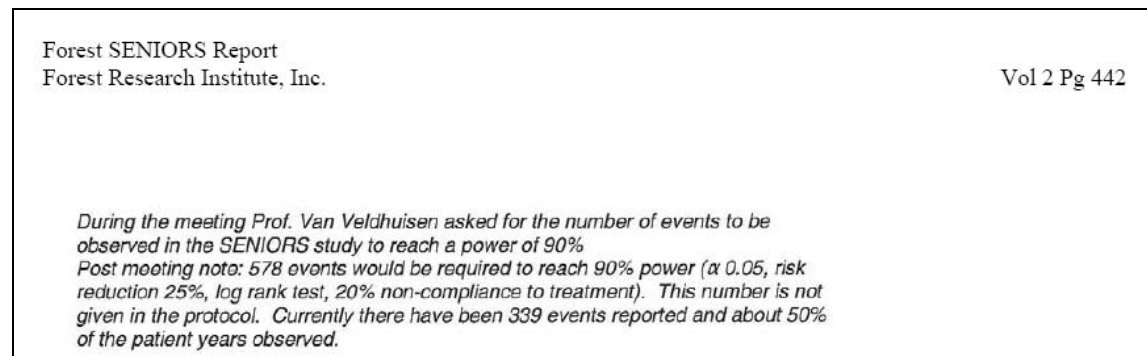 Forest SENIORS Report
Forest Research Institute, Inc.
Vol 2 Pg 442
During the meeting Prof. Van Veldhuisen asked for the number of events to be
observed in the SENIORS study to reach a power of 90%
Post meeting note: 578 events would be required to reach 90% power (α 0.05, risk
reduction 25%, log rank test, 20% non-compliance to treatment).  This number is not
given in the protocol.  Currently there have been 339 events reported and about 50%
of the patient years observed.